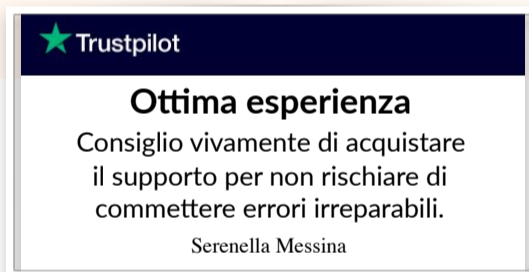 Trustpilot
Ottima esperienza
Consiglio vivamente di acquistare
il supporto per non rischiare di
commettere errori irreparabili.
Serenella Messina